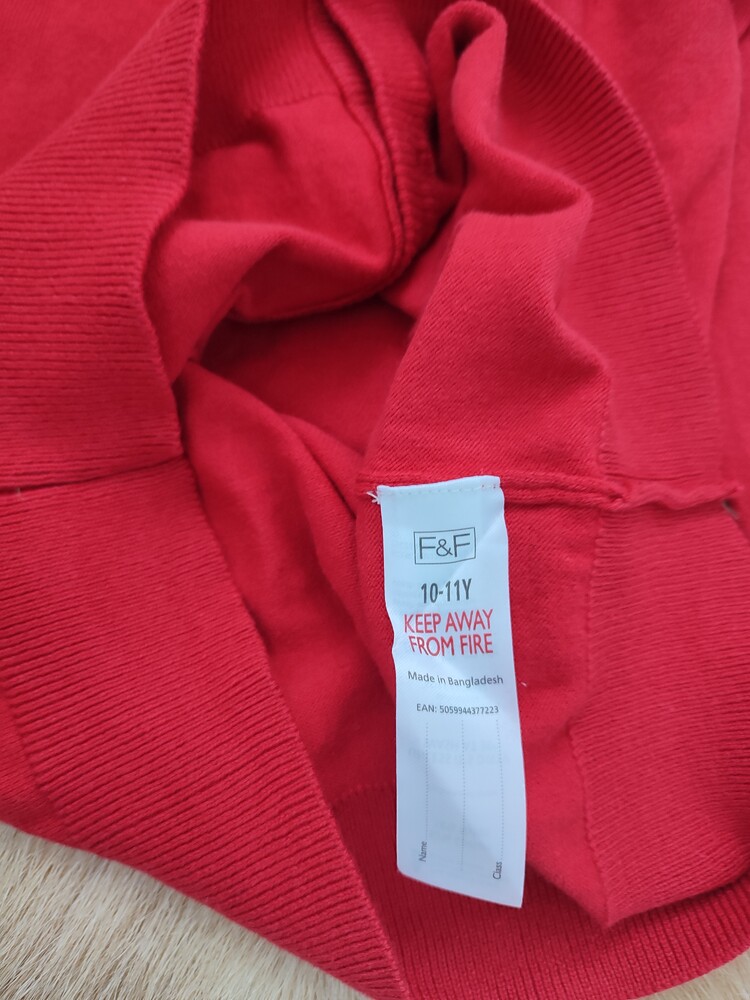 F&F
10-11Y
KEEP AWAY
FROM FIRE
Made in Bangladesh
EAN: 5059944377223
Name
Class